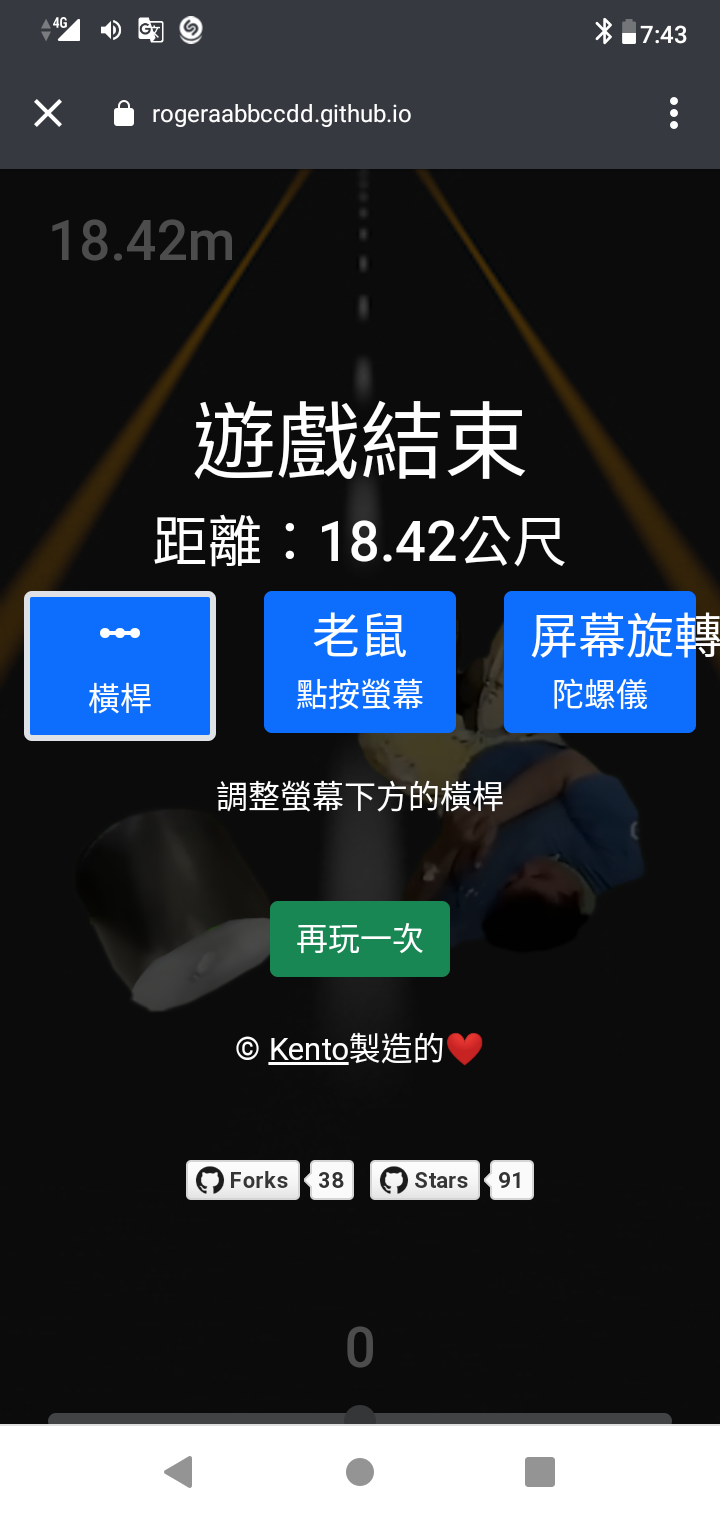 4G
7:43
rogeraabbccdd.github.io
18.42m
遊戲結束
距離：18.42公尺
橫桿
老鼠
點按螢幕
屏幕旋轉
陀螺儀
調整螢幕下方的橫桿
再玩一次
© Kento製造的❤️
Forks 38 Stars 91
0